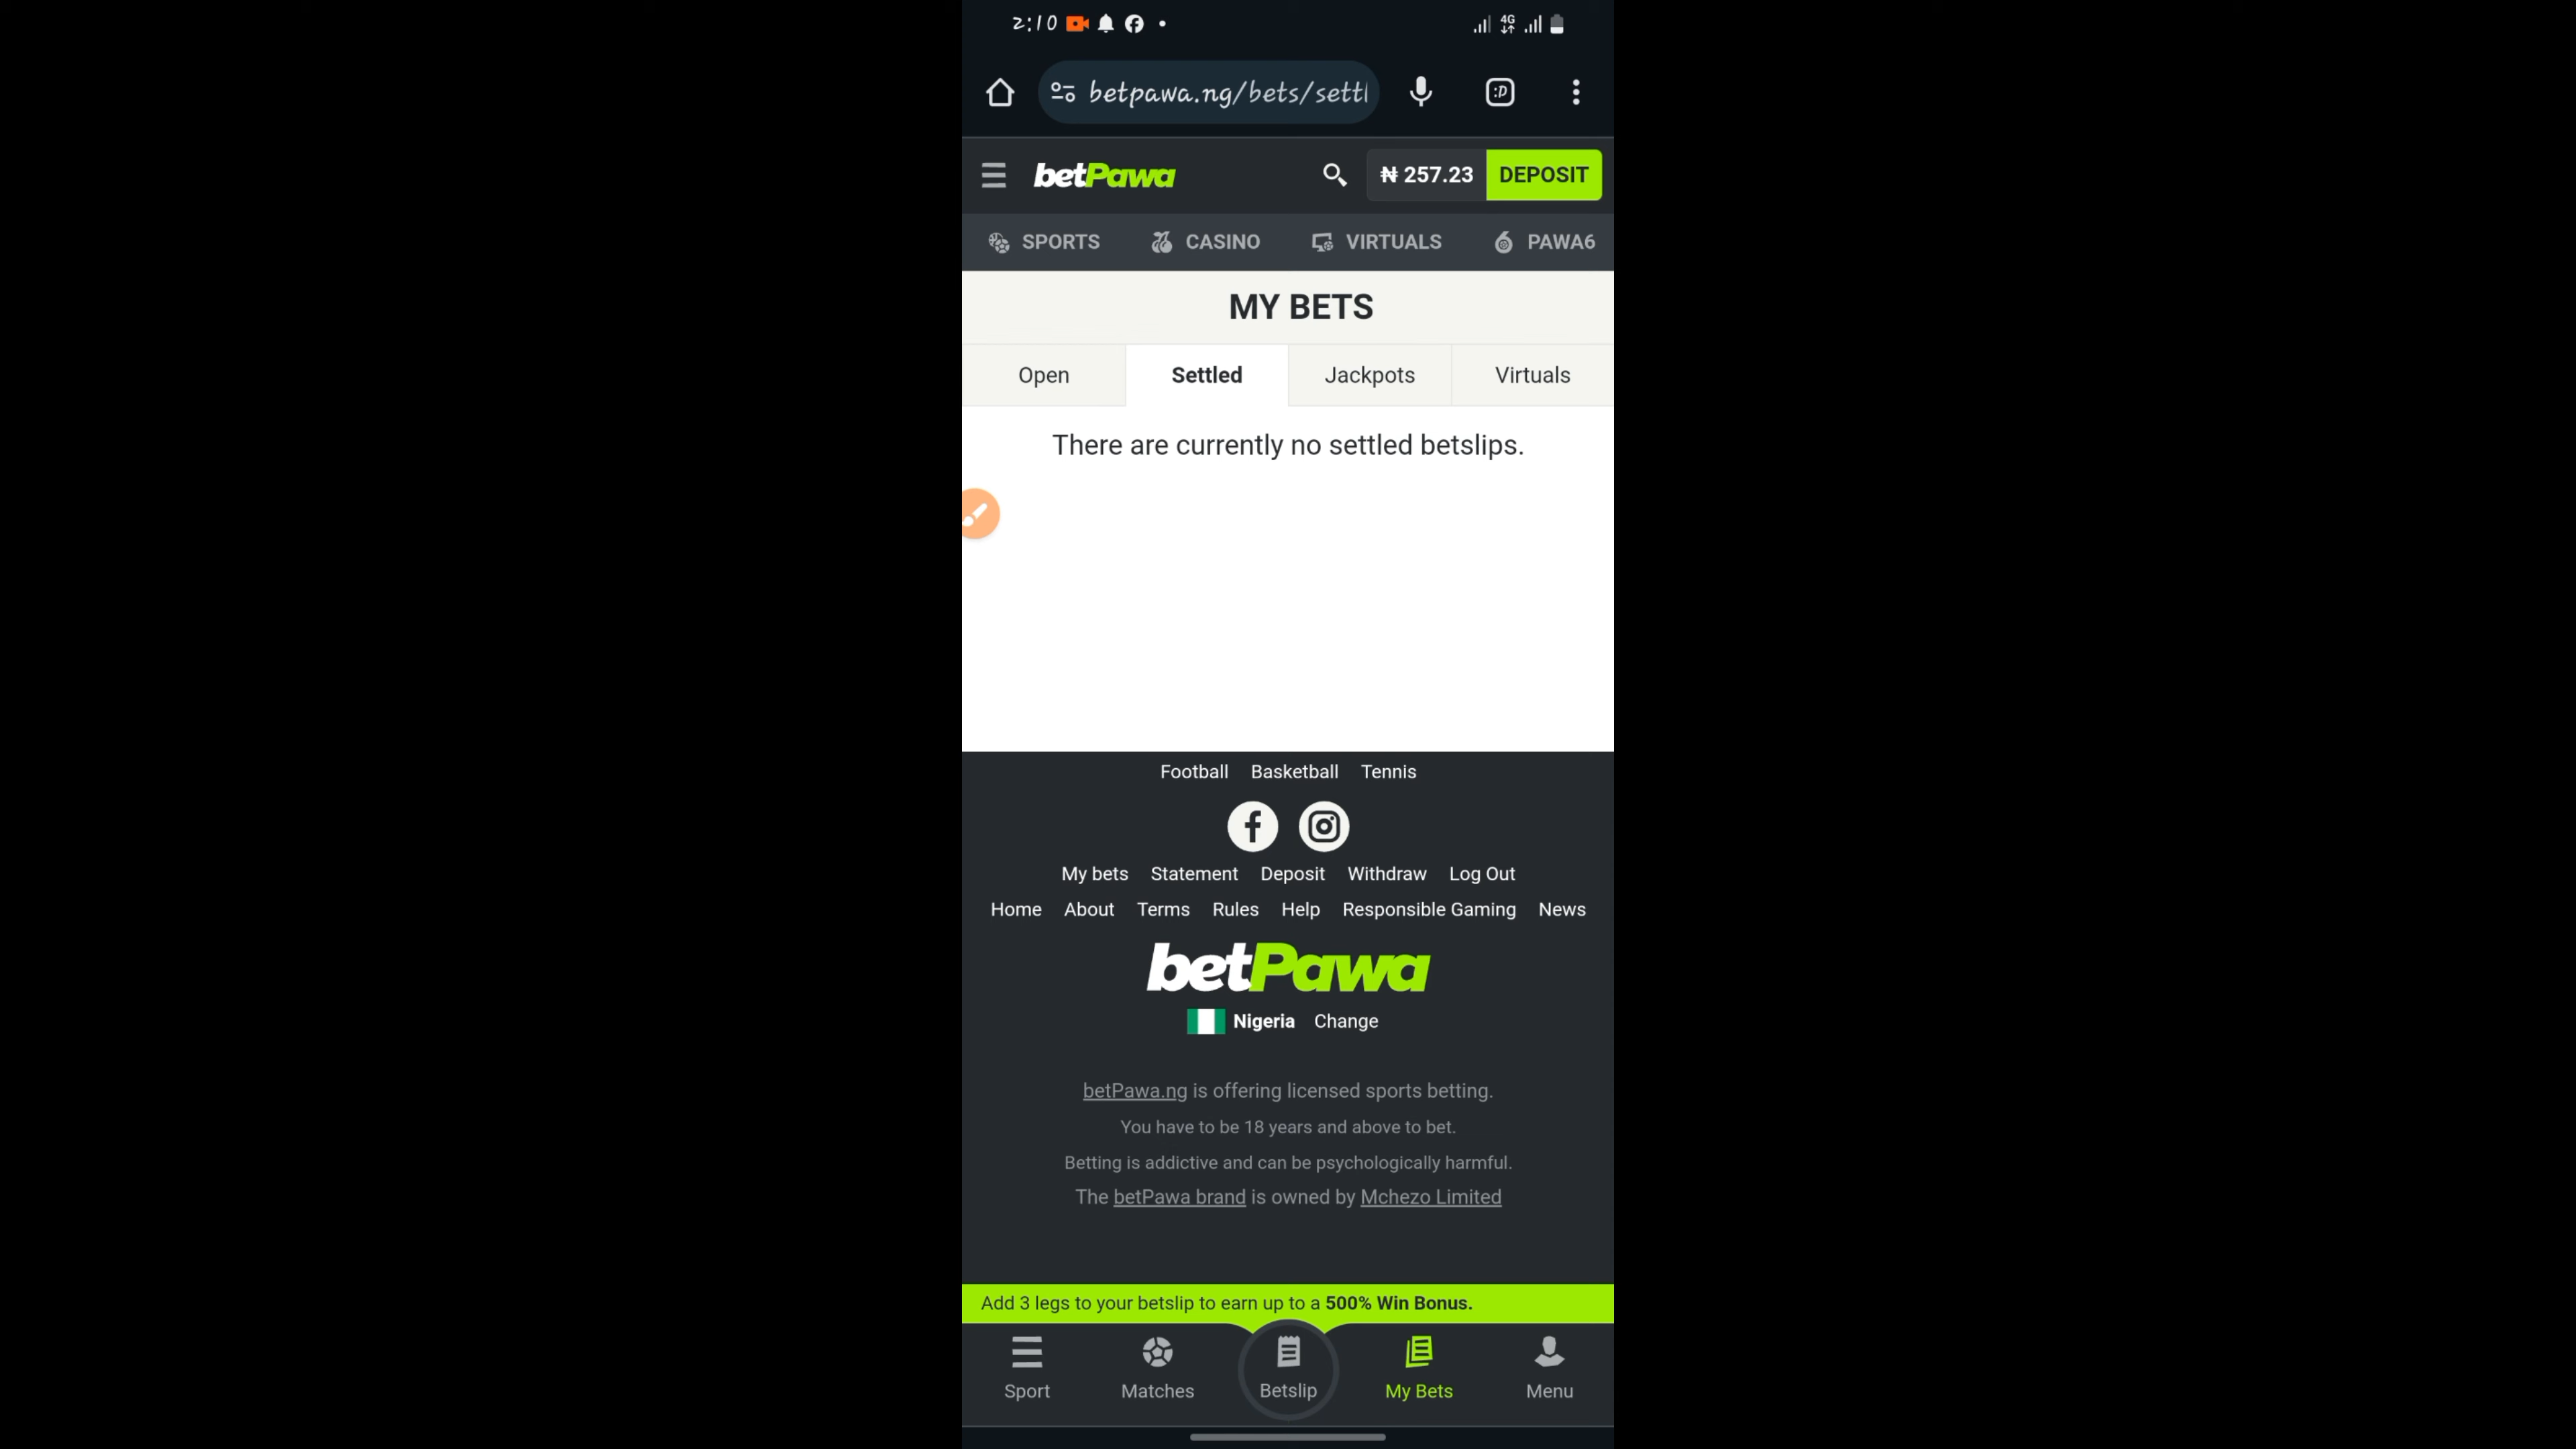 2:10 4G
betpawa.ng/bets/settl :D
betPawa ₦ 257.23 DEPOSIT
SPORTS CASINO VIRTUALS PAWA6
MY BETS
Open Settled Jackpots Virtuals
There are currently no settled betslips.
Football Basketball Tennis
My bets Statement Deposit Withdraw Log Out
Home About Terms Rules Help Responsible Gaming News
betPawa
Nigeria Change
betPawa.ng is offering licensed sports betting.
You have to be 18 years and above to bet.
Betting is addictive and can be psychologically harmful.
The betPawa brand is owned by Mchezo Limited
Add 3 legs to your betslip to earn up to a 500% Win Bonus.
Sport Matches Betslip My Bets Menu